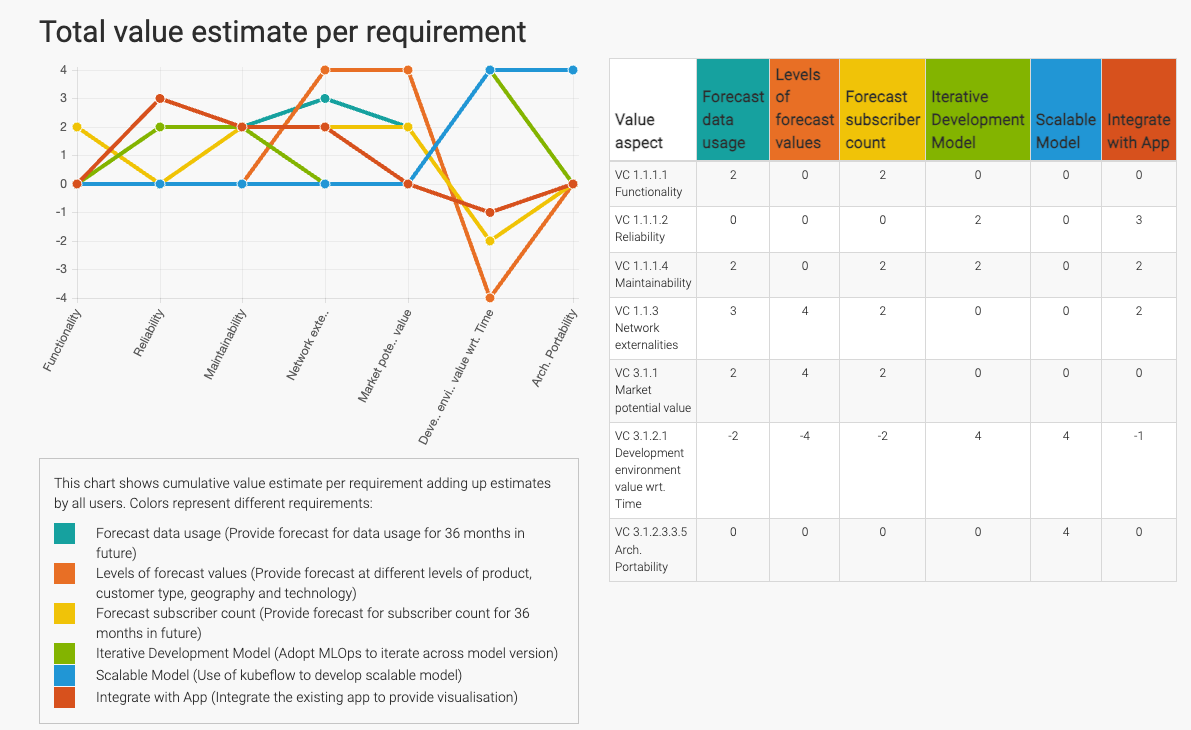 Total value estimate per requirement
4
3
2
1
0
-1
-2
-3
-4
Functionality
Reliability
Maintainability
Network exte..
Market pote.. value
Deve.. envi.. value wrt. Time
Arch. Portability
This chart shows cumulative value estimate per requirement adding up estimates
by all users. Colors represent different requirements:
Forecast data usage (Provide forecast for data usage for 36 months in
future)
Levels of forecast values (Provide forecast at different levels of product,
customer type, geography and technology)
Forecast subscriber count (Provide forecast for subscriber count for 36
months in future)
Iterative Development Model (Adopt MLOps to iterate across model version)
Scalable Model (Use of kubeflow to develop scalable model)
Integrate with App (Integrate the existing app to provide visualisation)
Value
aspect
Forecast
data
usage
Levels
of
forecast
values
Forecast
subscriber
count
Iterative
Development
Model
Scalable
Model
Integrate
with App
VC 1.1.1.1 2 0 2 0 0 0
Functionality
VC 1.1.1.2 0 0 0 2 0 3
Reliability
VC 1.1.1.4 2 0 2 2 0 2
Maintainability
VC 1.1.3 3 4 2 0 0 2
Network
externalities
VC 3.1.1 2 4 2 0 0 0
Market
potential value
VC 3.1.2.1 -2 -4 -2 4 4 -1
Development
environment
value wrt.
Time
VC 3.1.2.3.3.5 0 0 0 0 4 0
Arch.
Portability